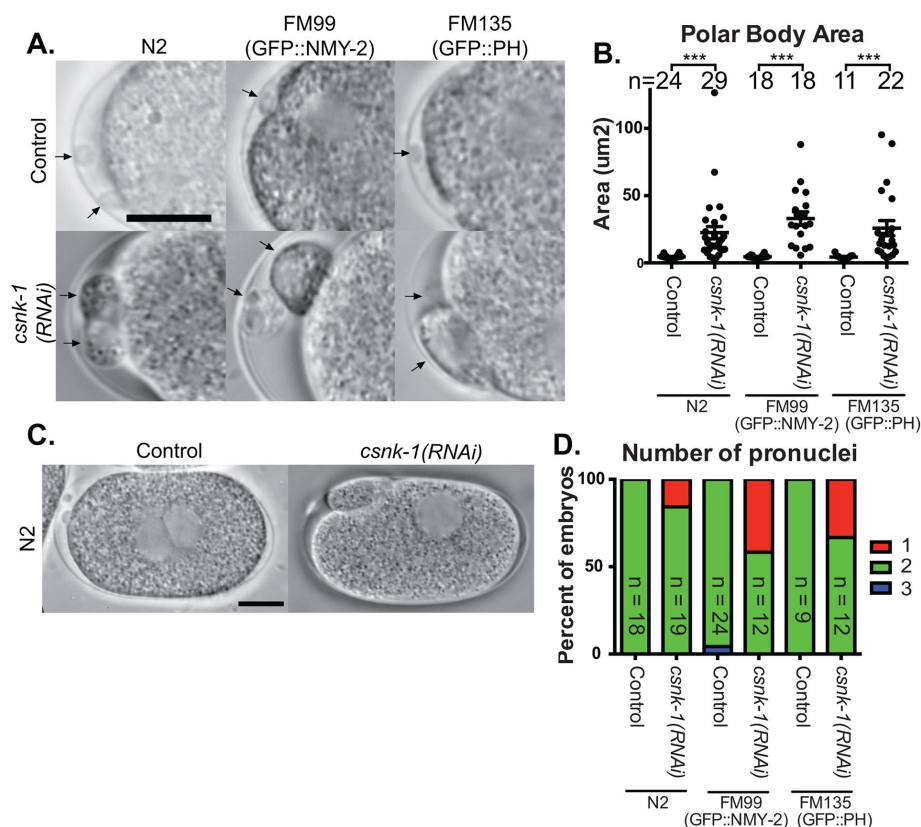 A.
N2
FM99
(GFP::NMY-2)
FM135
(GFP::PH)
Control
csnk-1
(RNAi)
B.
Polar Body Area
*** *** ***
n=24 29 18 18 11 22
Area (um2)
100
50
0
Control
csnk-1(RNAi)
Control
csnk-1(RNAi)
Control
csnk-1(RNAi)
N2
FM99
(GFP::NMY-2)
FM135
(GFP::PH)
C.
Control
csnk-1(RNAi)
N2
D.
Number of pronuclei
Percent of embryos
100
50
0
n = 18
n = 19
n = 24
n = 12
n = 9
n = 12
1
2
3
Control
csnk-1(RNAi)
Control
csnk-1(RNAi)
Control
csnk-1(RNAi)
N2
FM99
(GFP::NMY-2)
FM135
(GFP::PH)